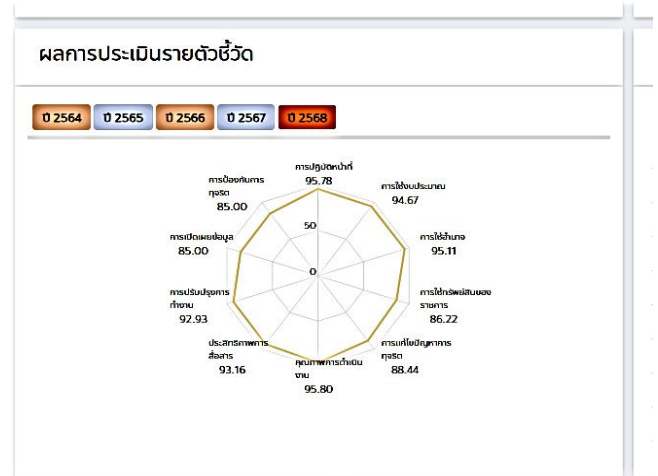 ผลการประเมินรายตัวชี้วัด
ปี 2564 ปี 2565 ปี 2566 ปี 2567 ปี 2568
การปฏิบัติหน้าที่
95.78
การป้องกันการ
ทุจริต
85.00
การใช้งบประมาณ
94.67
50
การเปิดเผยข้อมูล
85.00
การใช้อำนาจ
95.11
0
การปรับปรุงการ
ทำงาน
92.93
การใช้ทรัพย์สินของ
ราชการ
86.22
ประสิทธิภาพการ
สื่อสาร
93.16
การแก้ไขปัญหาการ
ทุจริต
88.44
คุณภาพการดำเนิน
งาน
95.80